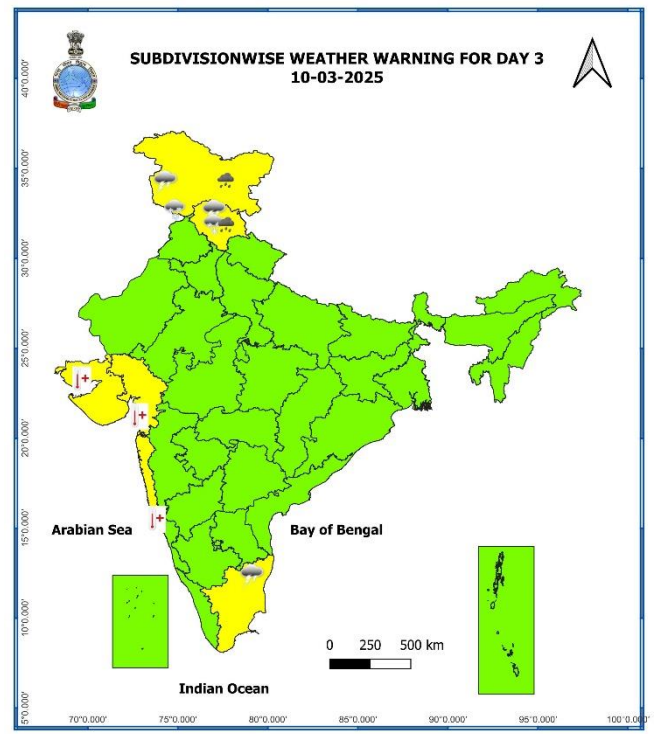 SUBDIVISIONWISE WEATHER WARNING FOR DAY 3
10-03-2025
40°0.000'
35°0.000'
30°0.000'
25°0.000'
20°0.000'
Arabian Sea
Bay of Bengal
15°0.000'
10°0.000'
0 250 500 km
Indian Ocean
5°0.000'
70°0.000' 75°0.000' 80°0.000' 85°0.000' 90°0.000' 95°0.000' 100°0.000'